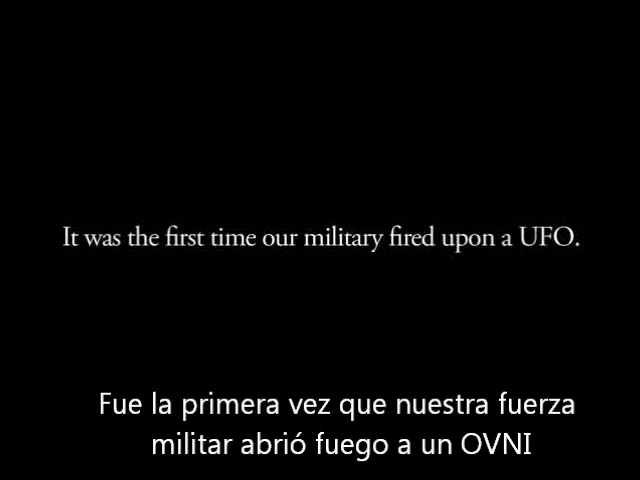 It was the first time our military fired upon a UFO.
Fue la primera vez que nuestra fuerza
militar abrió fuego a un OVNI